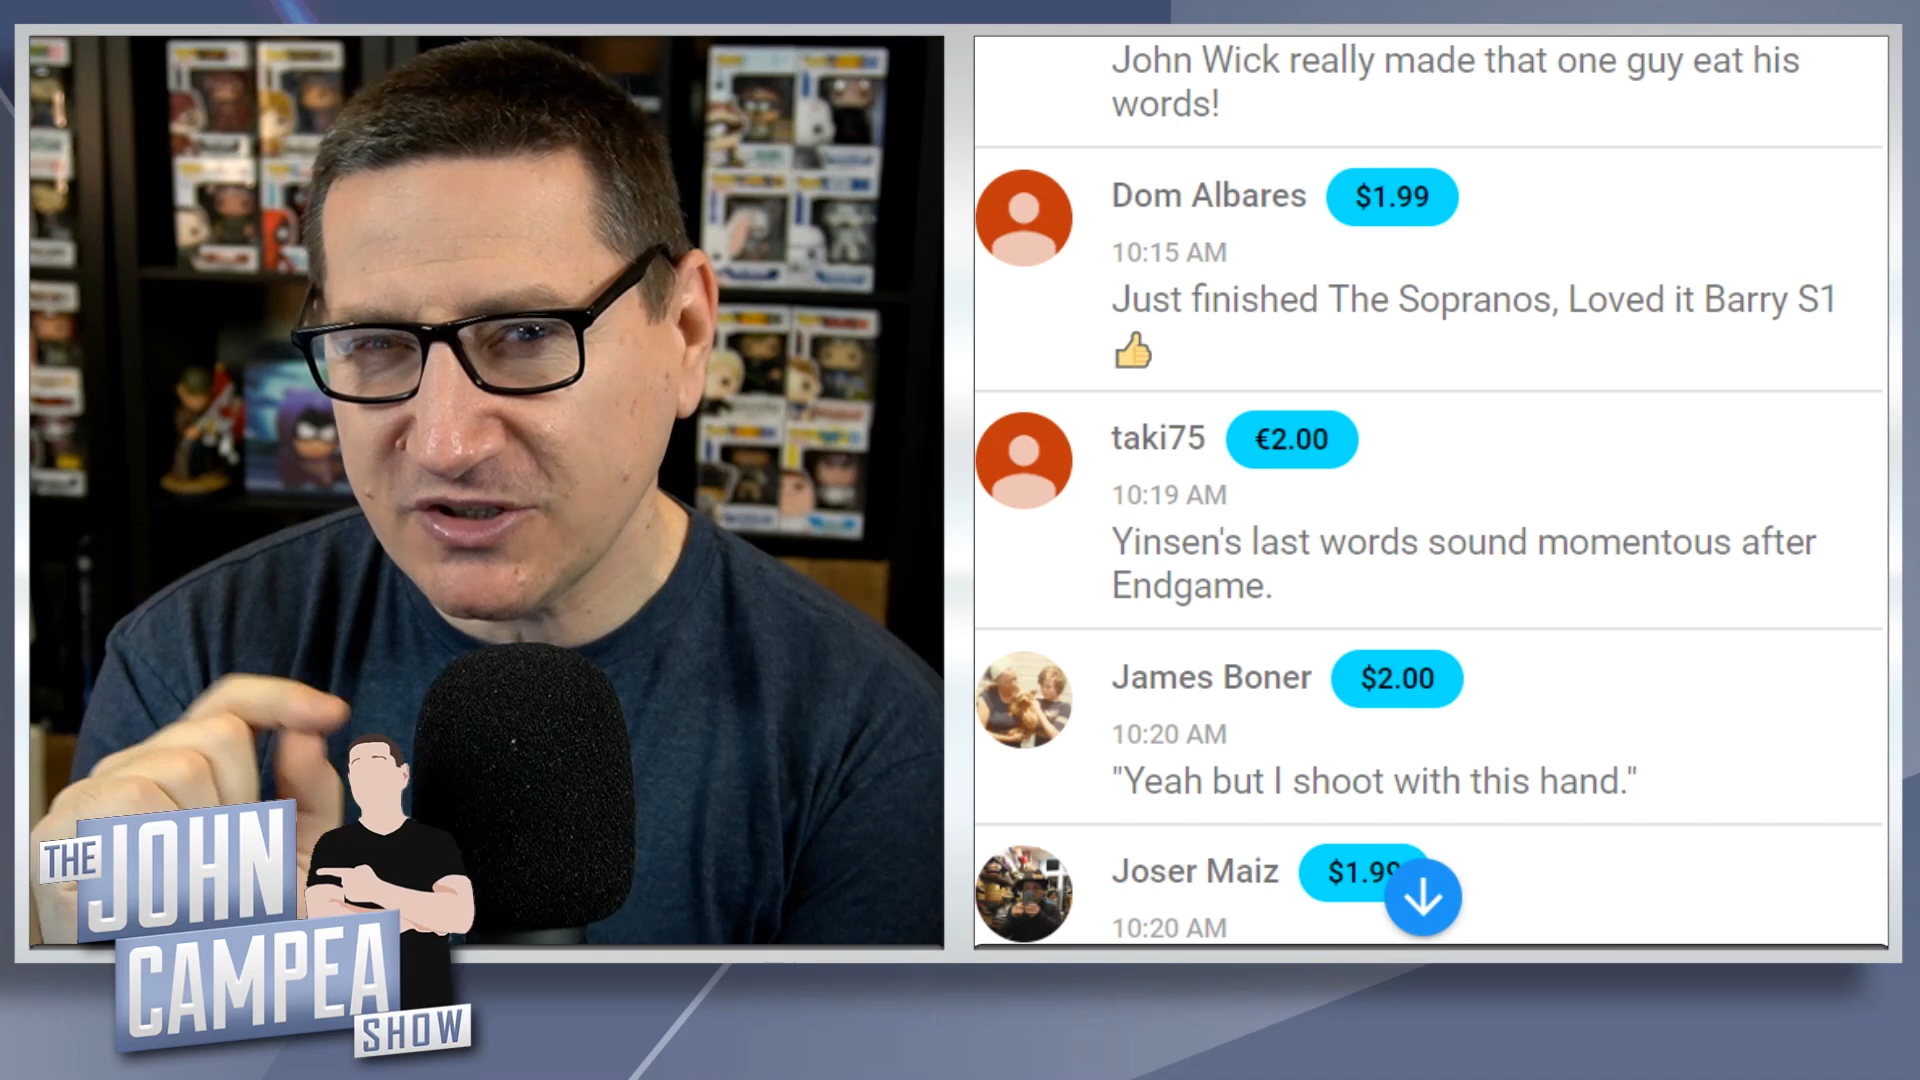 John Wick really made that one guy eat his
words!
Dom Albares $1.99
10:15 AM
Just finished The Sopranos, Loved it Barry S1
👍
taki75 €2.00
10:19 AM
Yinsen's last words sound momentous after
Endgame.
James Boner $2.00
10:20 AM
"Yeah but I shoot with this hand."
Joser Maiz $1.99
10:20 AM
THE JOHN
CAMPEA
SHOW